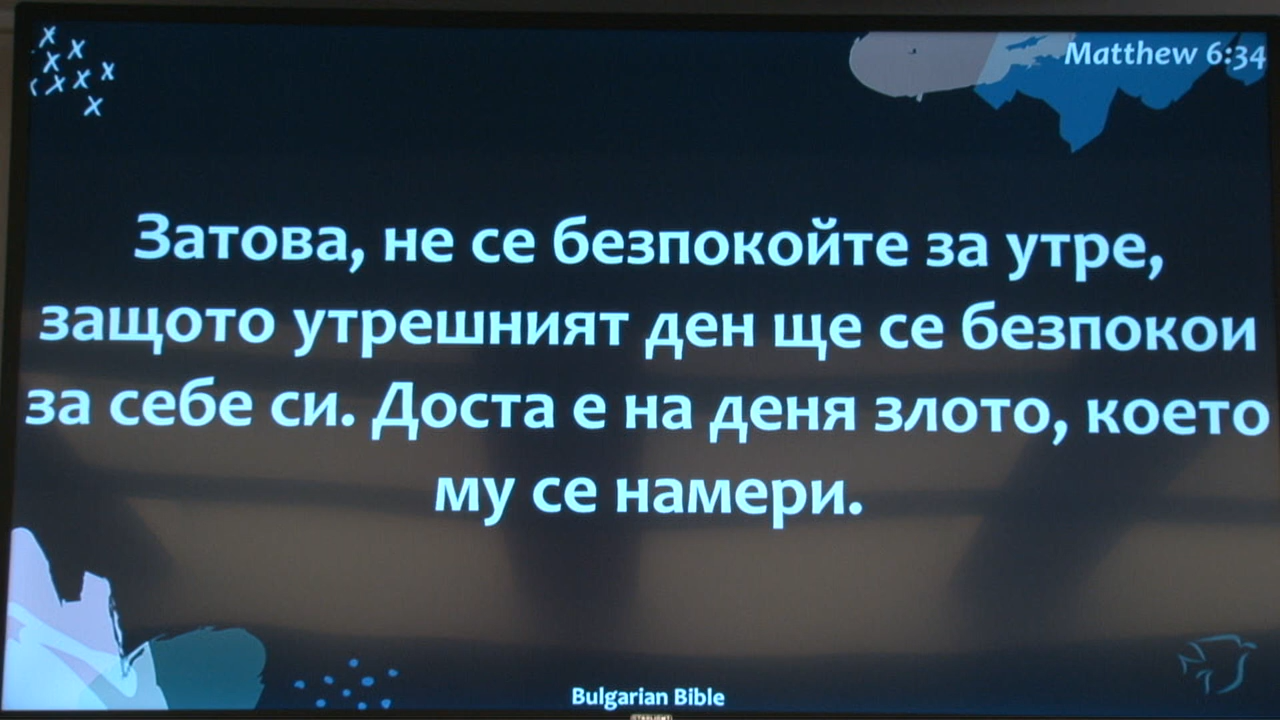 Matthew 6:34
Затова, не се безпокойте за утре,
защото утрешният ден ще се безпокои
за себе си. Доста е на деня злото, което
му се намери.
Bulgarian Bible